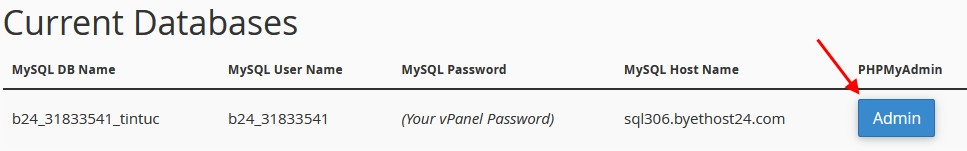 Current Databases
MySQL DB Name MySQL User Name MySQL Password MySQL Host Name PHPMyAdmin
b24_31833541_tintuc b24_31833541 (Your vPanel Password) sql306.byethost24.com Admin